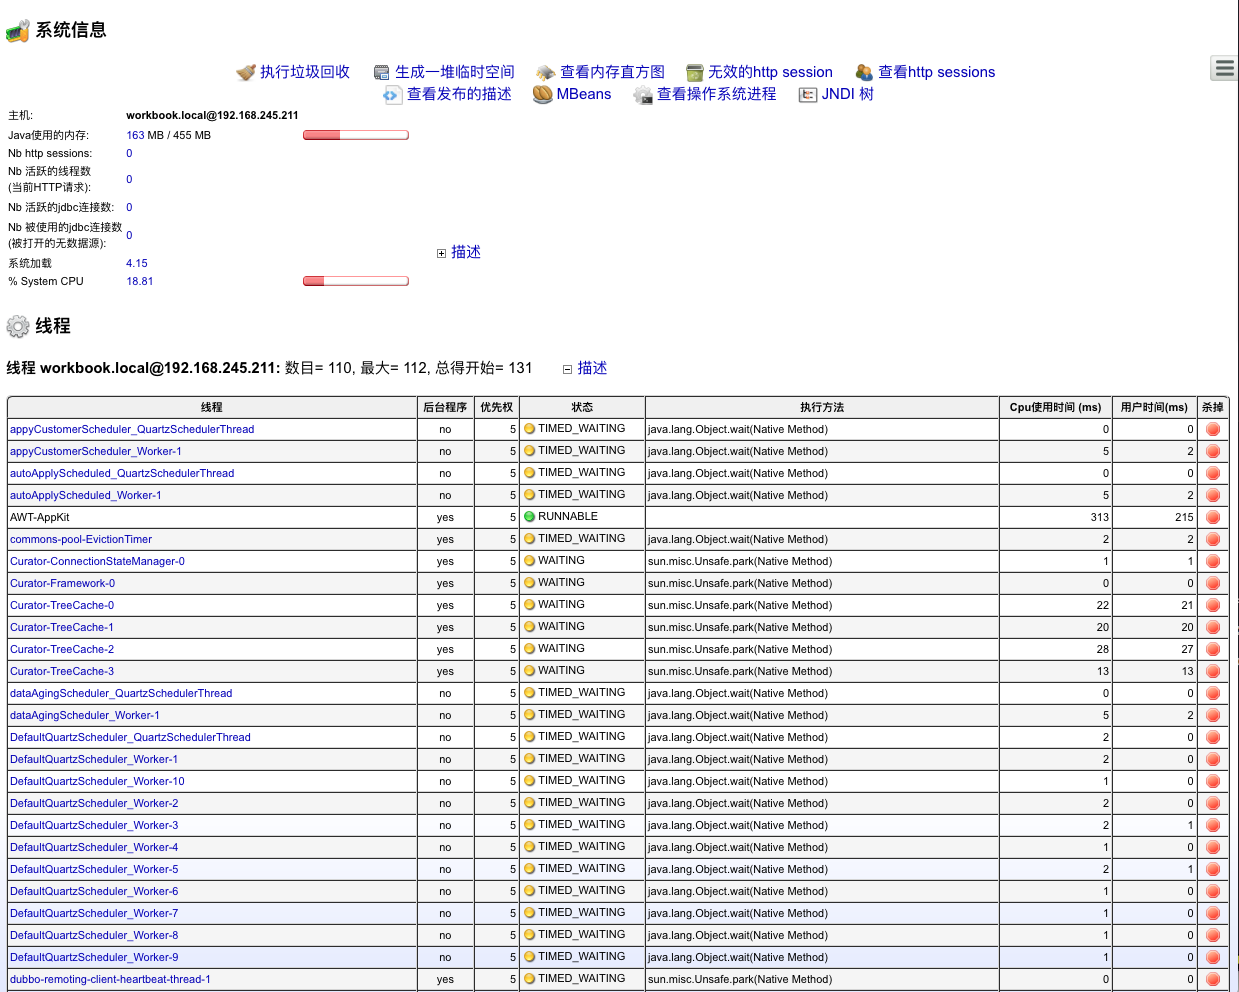 系统信息
执行垃圾回收 生成一堆临时空间 查看内存直方图 无效的http session 查看http sessions
查看发布的描述 MBeans 查看操作系统进程 JNDI 树
主机: workbook.local@192.168.245.211
Java使用的内存: 163 MB / 455 MB
Nb http sessions: 0
Nb 活跃的线程数
(当前HTTP请求): 0
Nb 活跃的jdbc连接数: 0
Nb 被使用的jdbc连接数
(被打开的无数据源): 0
描述
系统加载 4.15
% System CPU 18.81
线程
线程 workbook.local@192.168.245.211: 数目= 110, 最大= 112, 总得开始= 131 描述
线程 后台程序 优先权 状态 执行方法 Cpu使用时间 (ms) 用户时间(ms) 杀掉
appyCustomerScheduler_QuartzSchedulerThread no 5 TIMED_WAITING java.lang.Object.wait(Native Method) 0 0
appyCustomerScheduler_Worker-1 no 5 TIMED_WAITING java.lang.Object.wait(Native Method) 5 2
autoApplyScheduled_QuartzSchedulerThread no 5 TIMED_WAITING java.lang.Object.wait(Native Method) 0 0
autoApplyScheduled_Worker-1 no 5 TIMED_WAITING java.lang.Object.wait(Native Method) 5 2
AWT-AppKit yes 5 RUNNABLE 313 215
commons-pool-EvictionTimer yes 5 TIMED_WAITING java.lang.Object.wait(Native Method) 2 2
Curator-ConnectionStateManager-0 yes 5 WAITING sun.misc.Unsafe.park(Native Method) 1 1
Curator-Framework-0 yes 5 WAITING sun.misc.Unsafe.park(Native Method) 0 0
Curator-TreeCache-0 yes 5 WAITING sun.misc.Unsafe.park(Native Method) 22 21
Curator-TreeCache-1 yes 5 WAITING sun.misc.Unsafe.park(Native Method) 20 20
Curator-TreeCache-2 yes 5 WAITING sun.misc.Unsafe.park(Native Method) 28 27
Curator-TreeCache-3 yes 5 WAITING sun.misc.Unsafe.park(Native Method) 13 13
dataAgingScheduler_QuartzSchedulerThread no 5 TIMED_WAITING java.lang.Object.wait(Native Method) 0 0
dataAgingScheduler_Worker-1 no 5 TIMED_WAITING java.lang.Object.wait(Native Method) 5 2
DefaultQuartzScheduler_QuartzSchedulerThread no 5 TIMED_WAITING java.lang.Object.wait(Native Method) 2 0
DefaultQuartzScheduler_Worker-1 no 5 TIMED_WAITING java.lang.Object.wait(Native Method) 2 0
DefaultQuartzScheduler_Worker-10 no 5 TIMED_WAITING java.lang.Object.wait(Native Method) 1 0
DefaultQuartzScheduler_Worker-2 no 5 TIMED_WAITING java.lang.Object.wait(Native Method) 2 0
DefaultQuartzScheduler_Worker-3 no 5 TIMED_WAITING java.lang.Object.wait(Native Method) 2 1
DefaultQuartzScheduler_Worker-4 no 5 TIMED_WAITING java.lang.Object.wait(Native Method) 1 0
DefaultQuartzScheduler_Worker-5 no 5 TIMED_WAITING java.lang.Object.wait(Native Method) 2 1
DefaultQuartzScheduler_Worker-6 no 5 TIMED_WAITING java.lang.Object.wait(Native Method) 1 0
DefaultQuartzScheduler_Worker-7 no 5 TIMED_WAITING java.lang.Object.wait(Native Method) 1 0
DefaultQuartzScheduler_Worker-8 no 5 TIMED_WAITING java.lang.Object.wait(Native Method) 1 0
DefaultQuartzScheduler_Worker-9 no 5 TIMED_WAITING java.lang.Object.wait(Native Method) 1 0
dubbo-remoting-client-heartbeat-thread-1 yes 5 TIMED_WAITING sun.misc.Unsafe.park(Native Method) 0 0